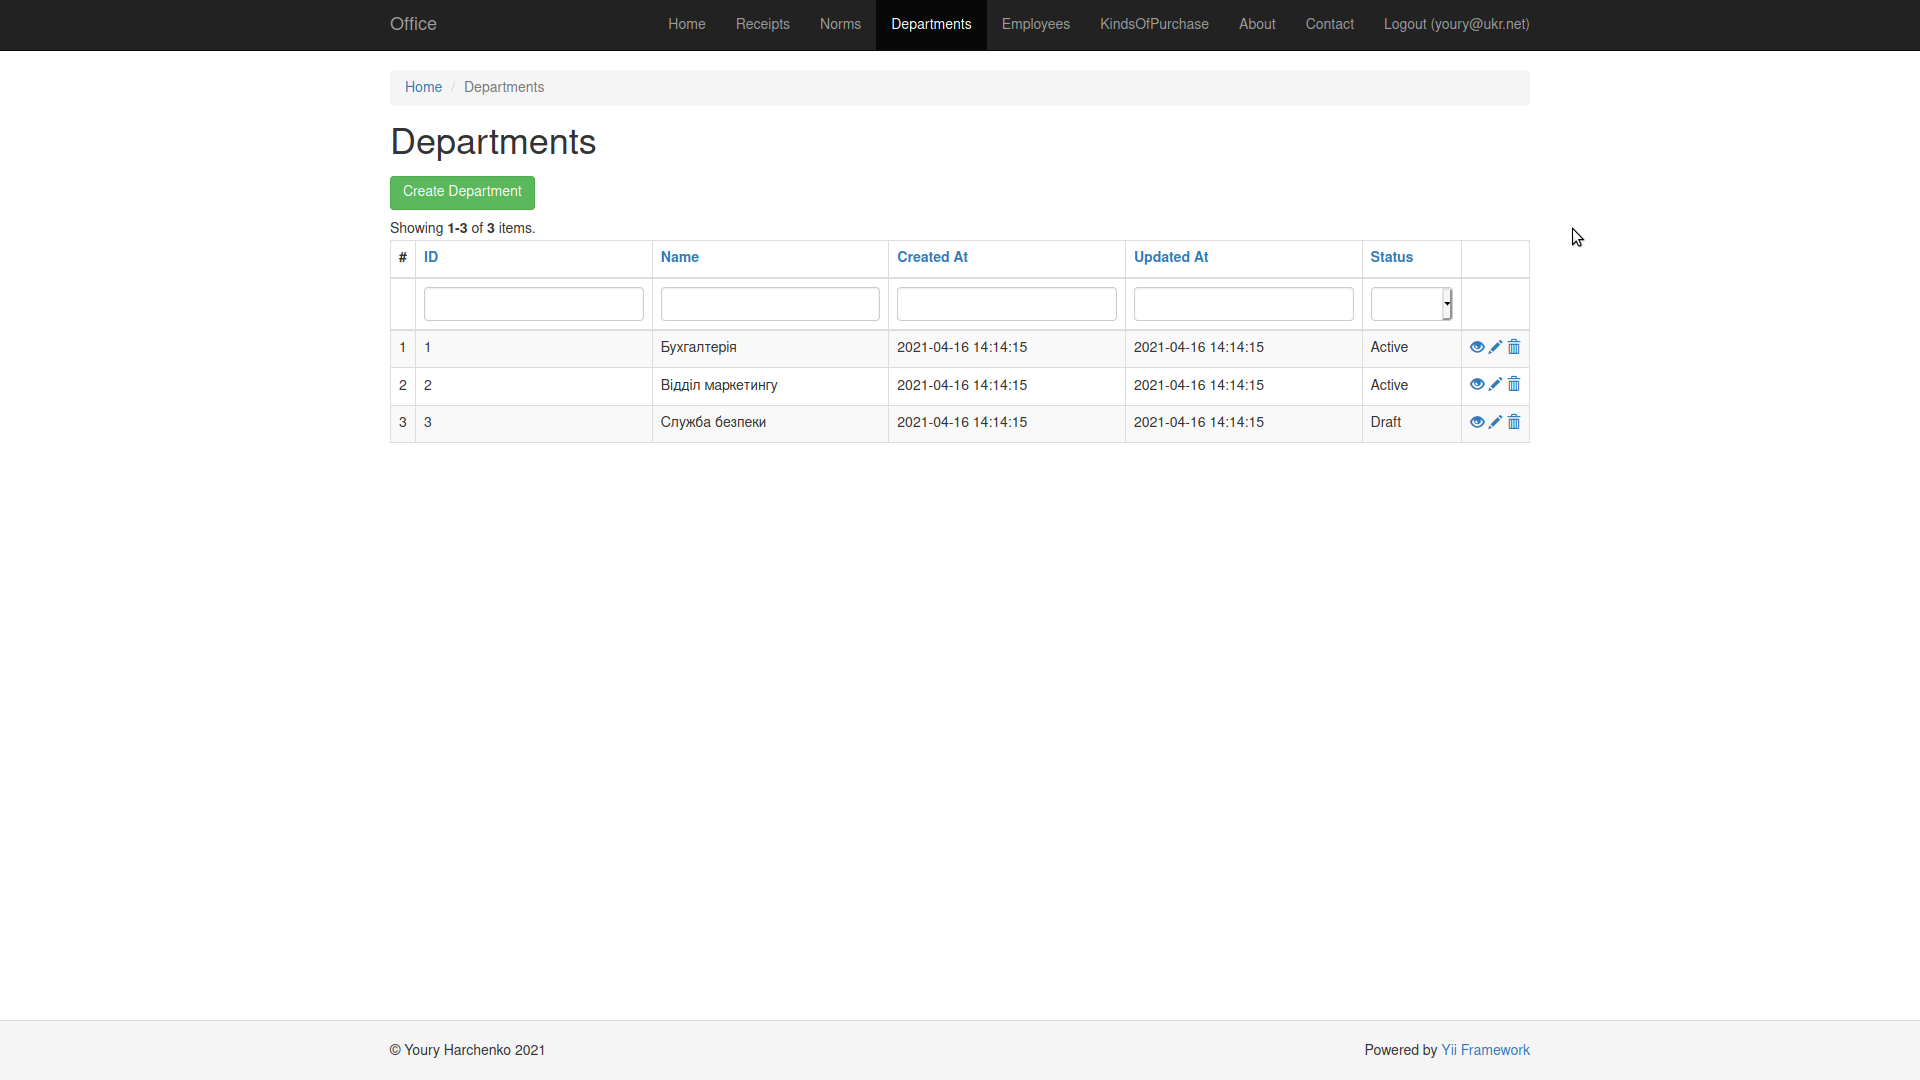 Office Home Receipts Norms Departments Employees KindsOfPurchase About Contact Logout (youry@ukr.net)
Home / Departments
Departments
Create Department
Showing 1-3 of 3 items.
# ID Name Created At Updated At Status
1 1 Бухгалтерія 2021-04-16 14:14:15 2021-04-16 14:14:15 Active
2 2 Відділ маркетингу 2021-04-16 14:14:15 2021-04-16 14:14:15 Active
3 3 Служба безпеки 2021-04-16 14:14:15 2021-04-16 14:14:15 Draft
© Youry Harchenko 2021 Powered by Yii Framework